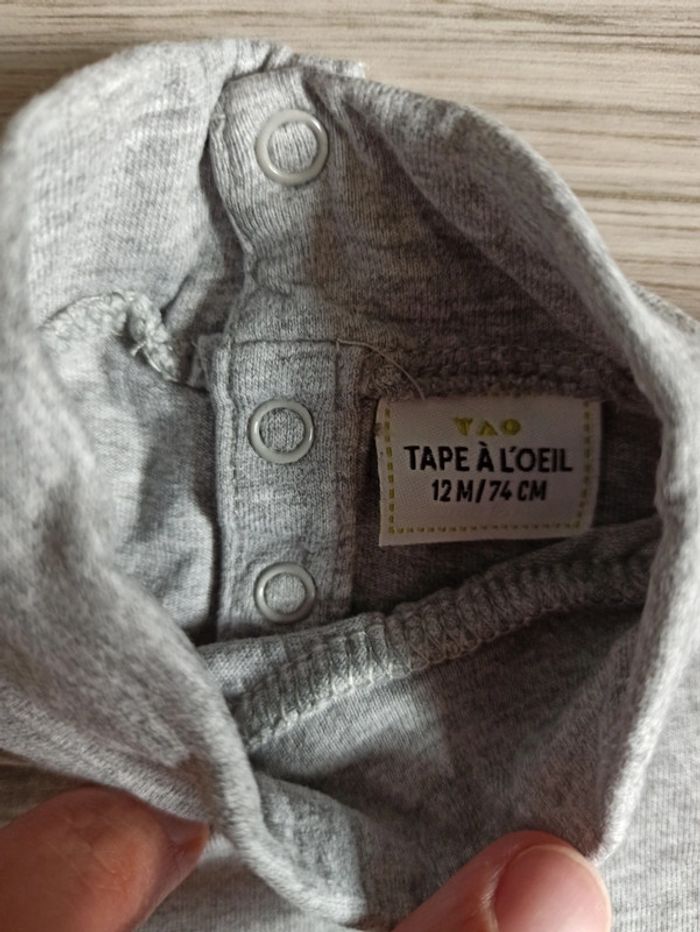 TAO
TAPE À L'OEIL
12 M/74 CM